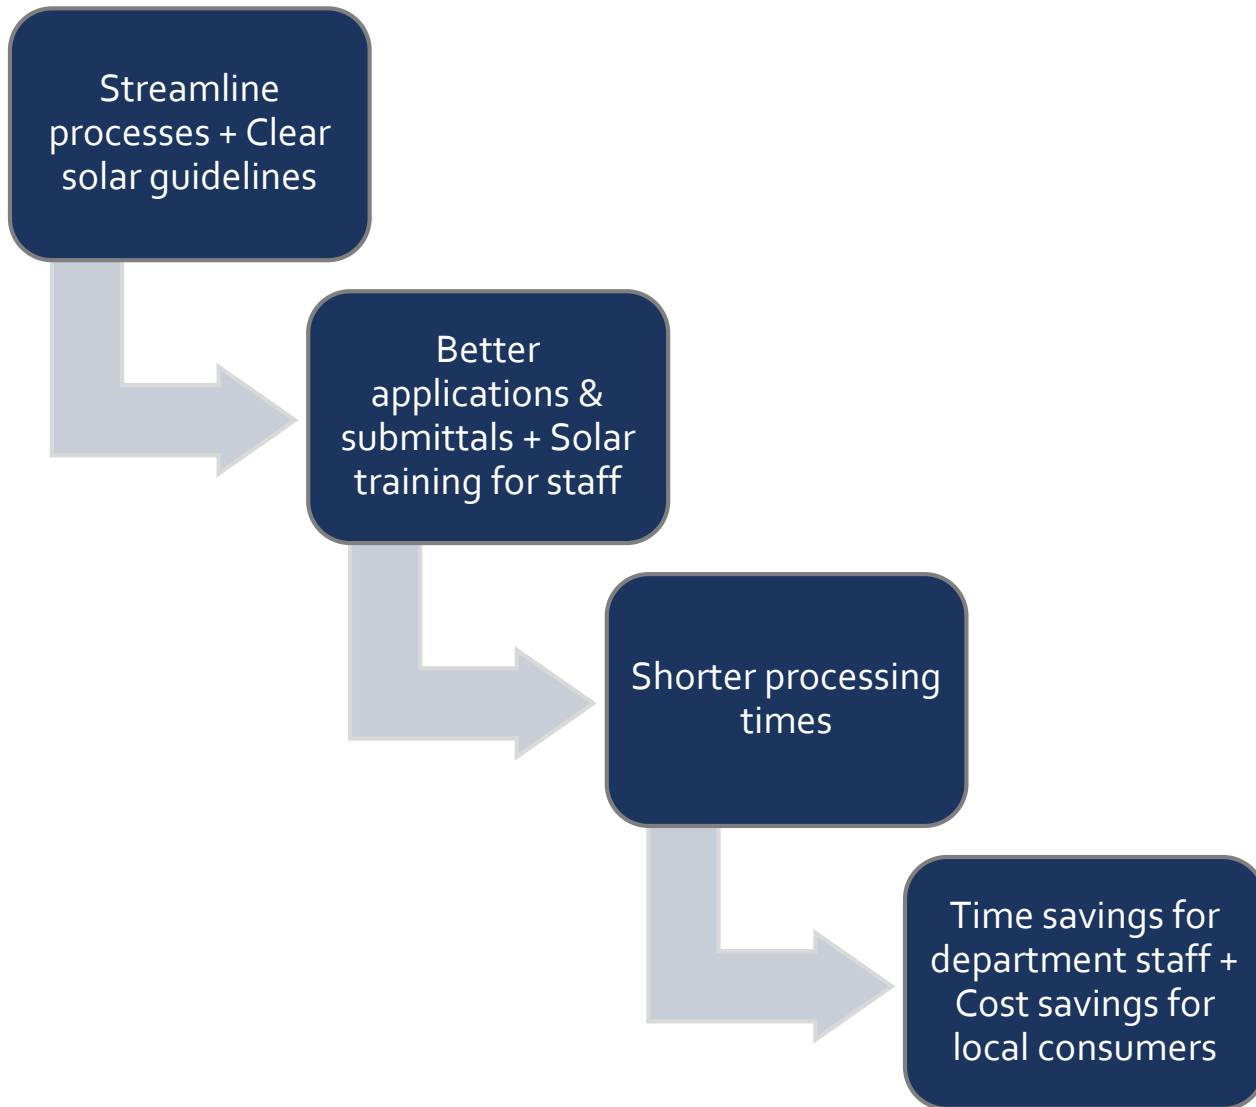 Streamline
processes + Clear
solar guidelines
Better
applications &
submittals + Solar
training for staff
Shorter processing
times
Time savings for
department staff +
Cost savings for
local consumers